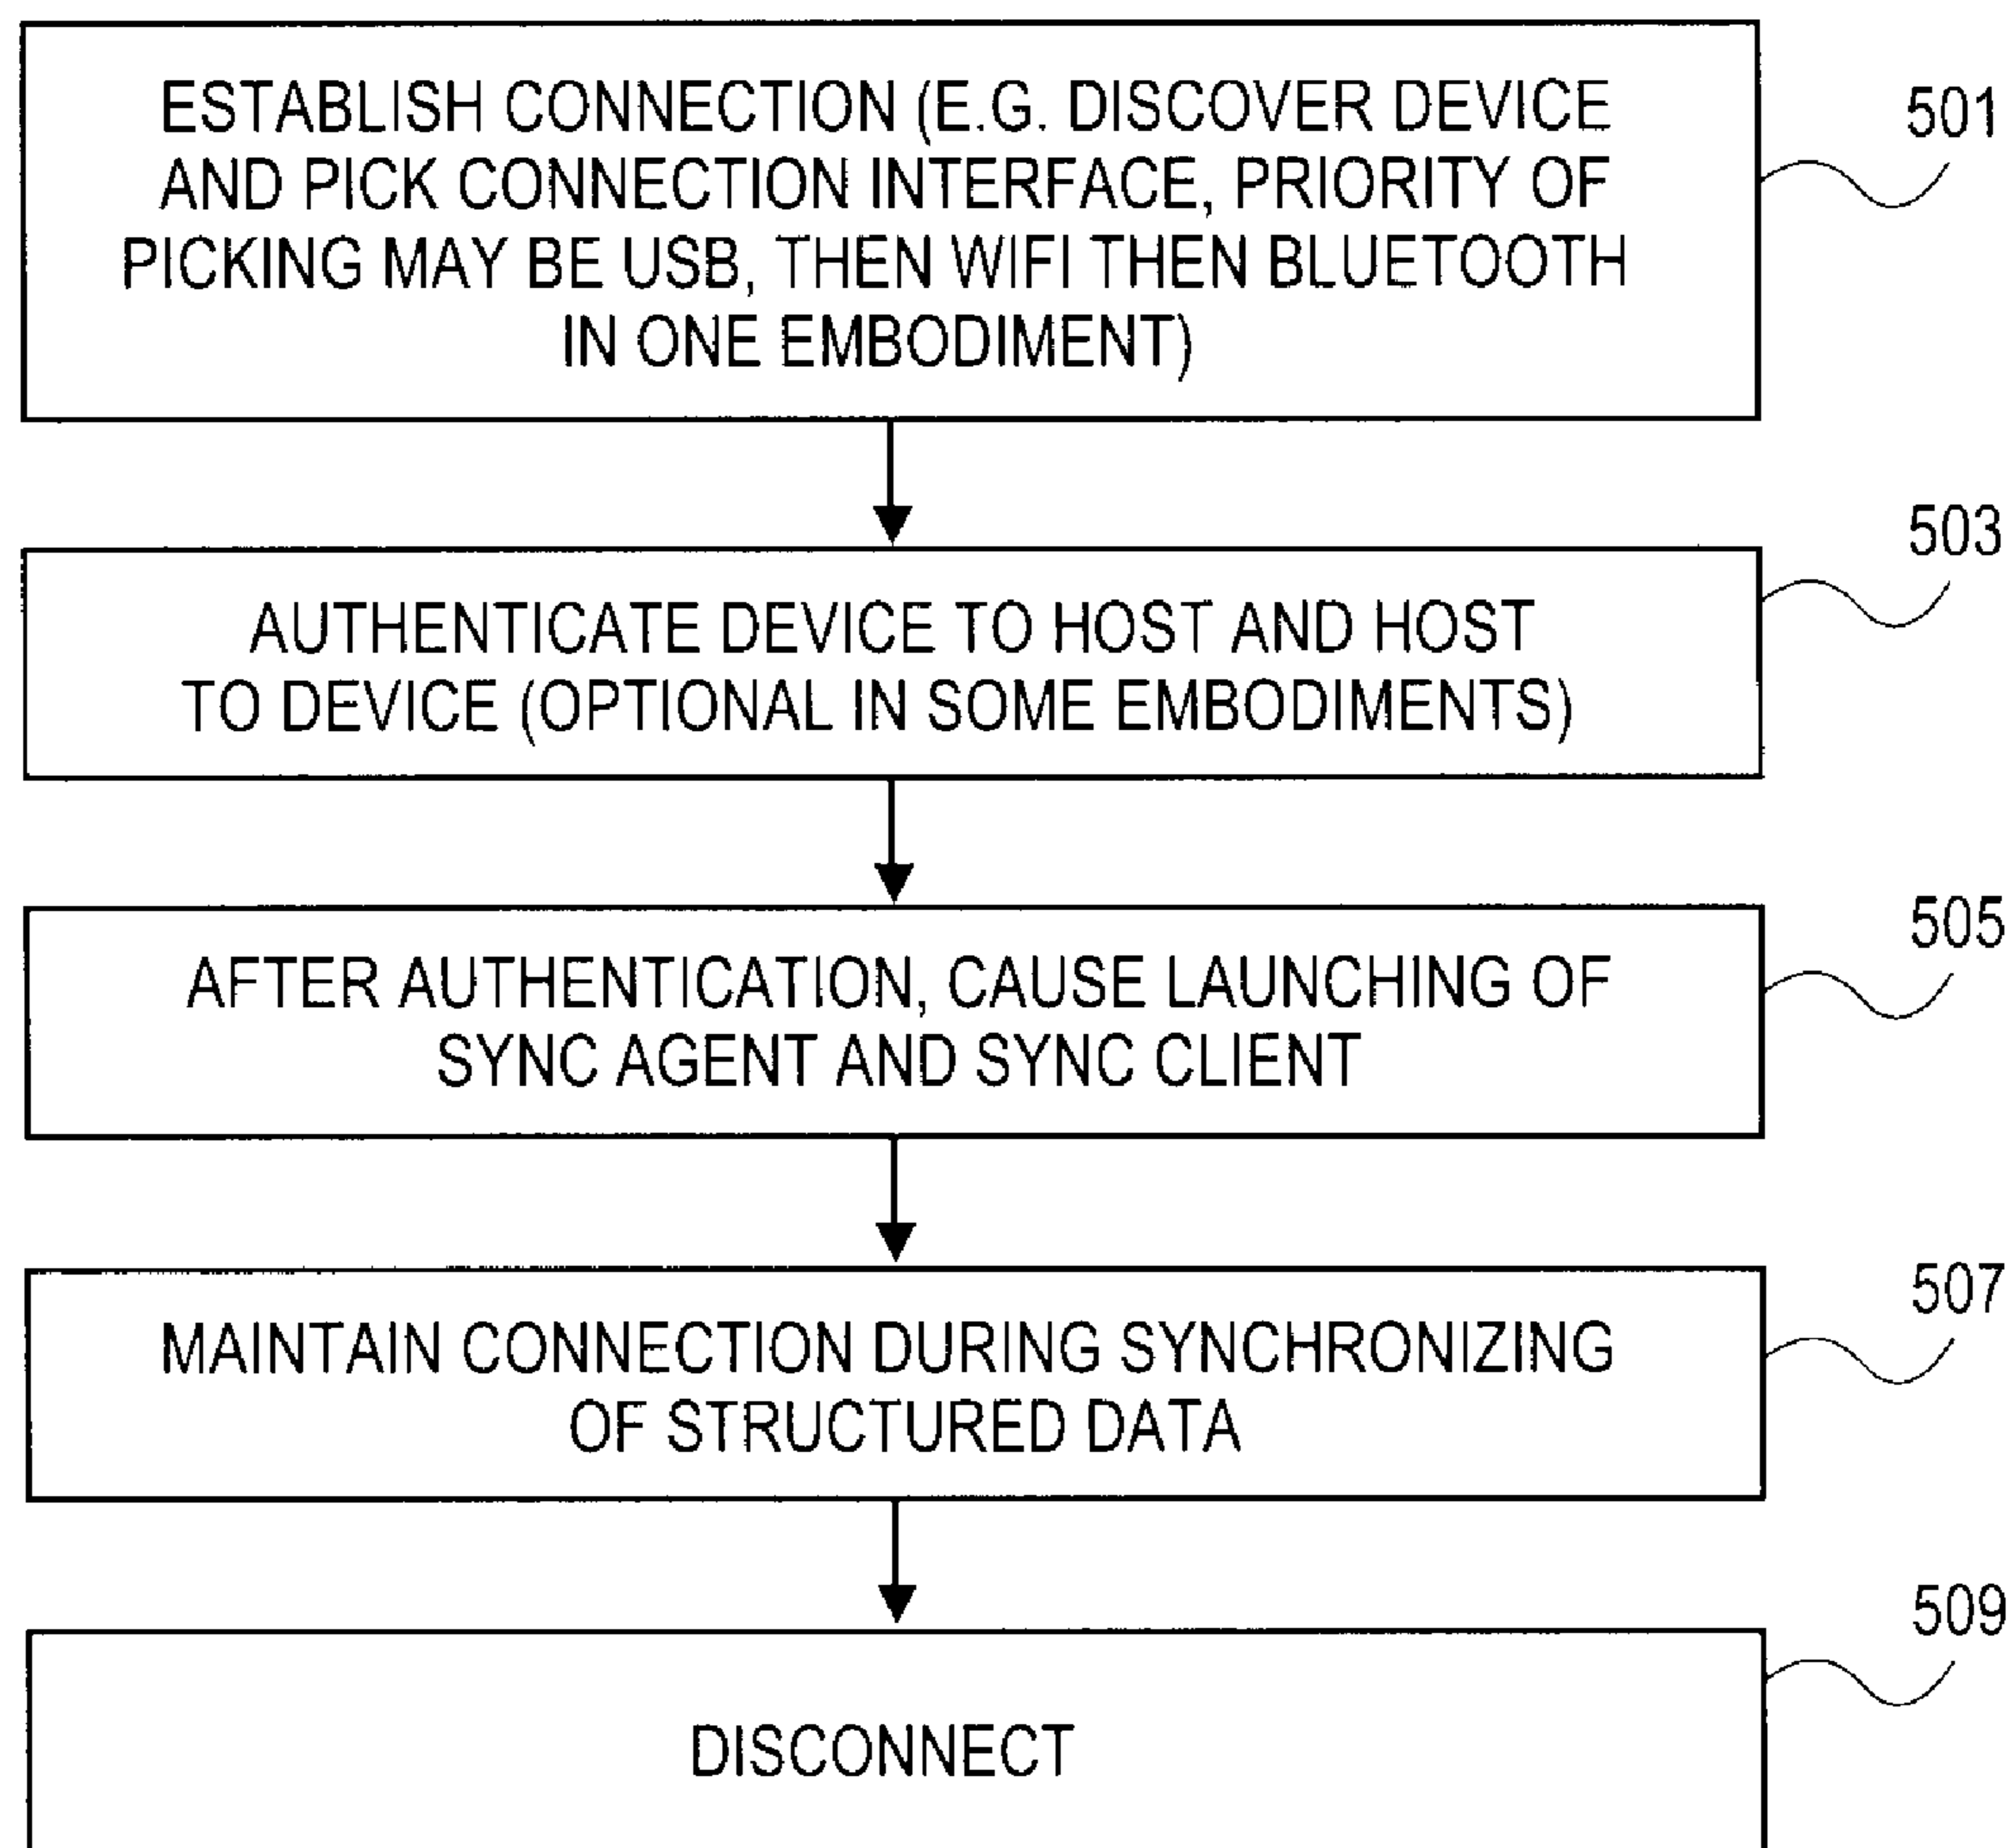 ESTABLISH CONNECTION (E.G. DISCOVER DEVICE
AND PICK CONNECTION INTERFACE, PRIORITY OF
PICKING MAY BE USB, THEN WIFI THEN BLUETOOTH
IN ONE EMBODIMENT)
501
AUTHENTICATE DEVICE TO HOST AND HOST
TO DEVICE (OPTIONAL IN SOME EMBODIMENTS)
503
AFTER AUTHENTICATION, CAUSE LAUNCHING OF
SYNC AGENT AND SYNC CLIENT
505
MAINTAIN CONNECTION DURING SYNCHRONIZING
OF STRUCTURED DATA
507
DISCONNECT
509